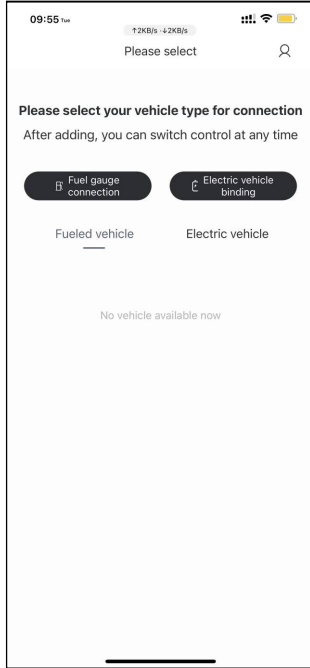 09:55 Tue
↑2KB/s ·↓2KB/s
Please select
Please select your vehicle type for connection
After adding, you can switch control at any time
Fuel gauge
connection
Electric vehicle
binding
Fueled vehicle
Electric vehicle
No vehicle available now